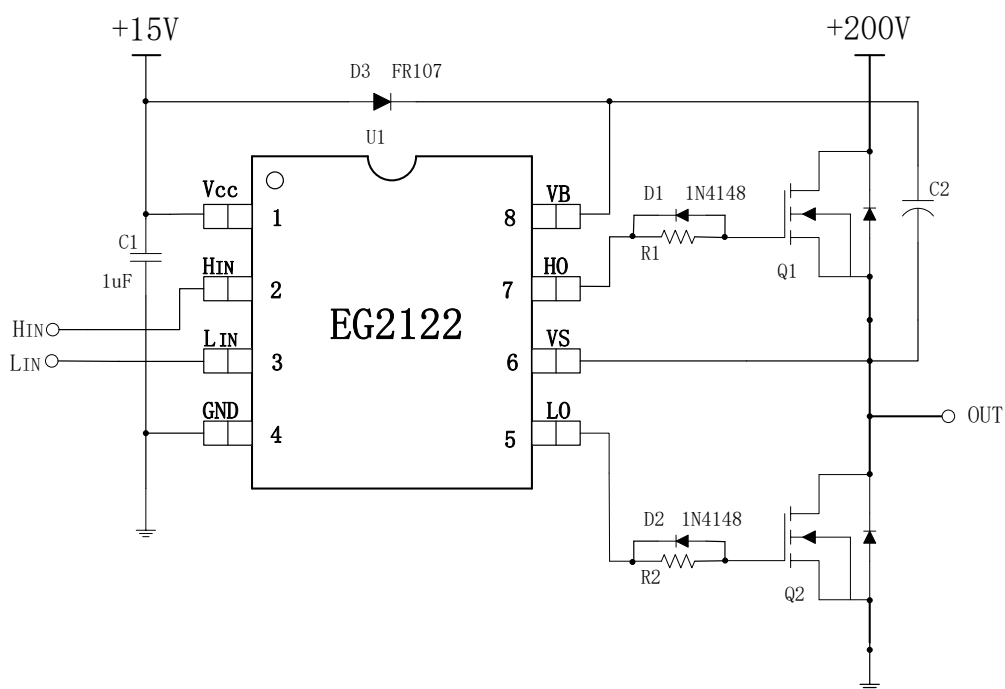 +15V
+200V
D3 FR107
U1
Vcc
1
VB
8
D1 1N4148
C2
C1
1uF
R1
HIN
2
HO
7
Q1
EG2122
HIN
LIN
LIN
3
VS
6
GND
4
LO
5
OUT
D2 1N4148
R2
Q2